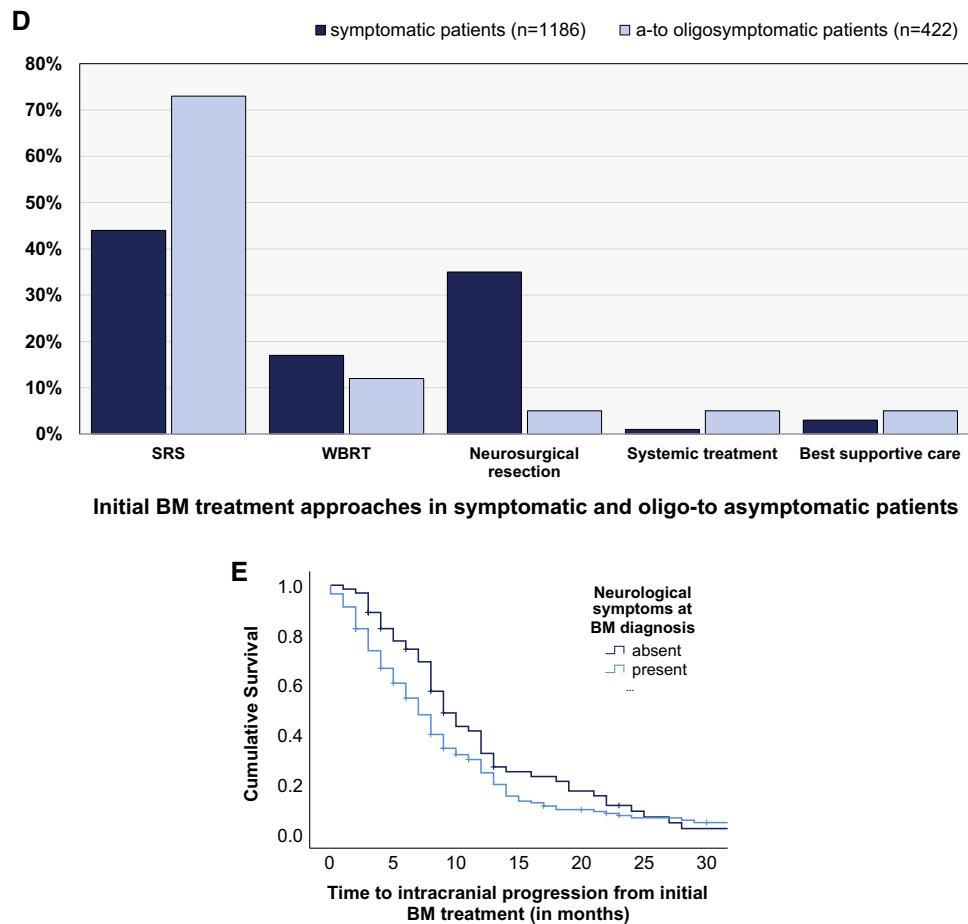 D
symptomatic patients (n=1186) a-to oligosymptomatic patients (n=422)
80%
70%
60%
50%
40%
30%
20%
10%
0%
SRS WBRT Neurosurgical resection Systemic treatment Best supportive care
Initial BM treatment approaches in symptomatic and oligo-to asymptomatic patients
E
Neurological
symptoms at
BM diagnosis
absent
present
...
Cumulative Survival
1.0
0.8
0.6
0.4
0.2
0.0
0 5 10 15 20 25 30
Time to intracranial progression from initial
BM treatment (in months)